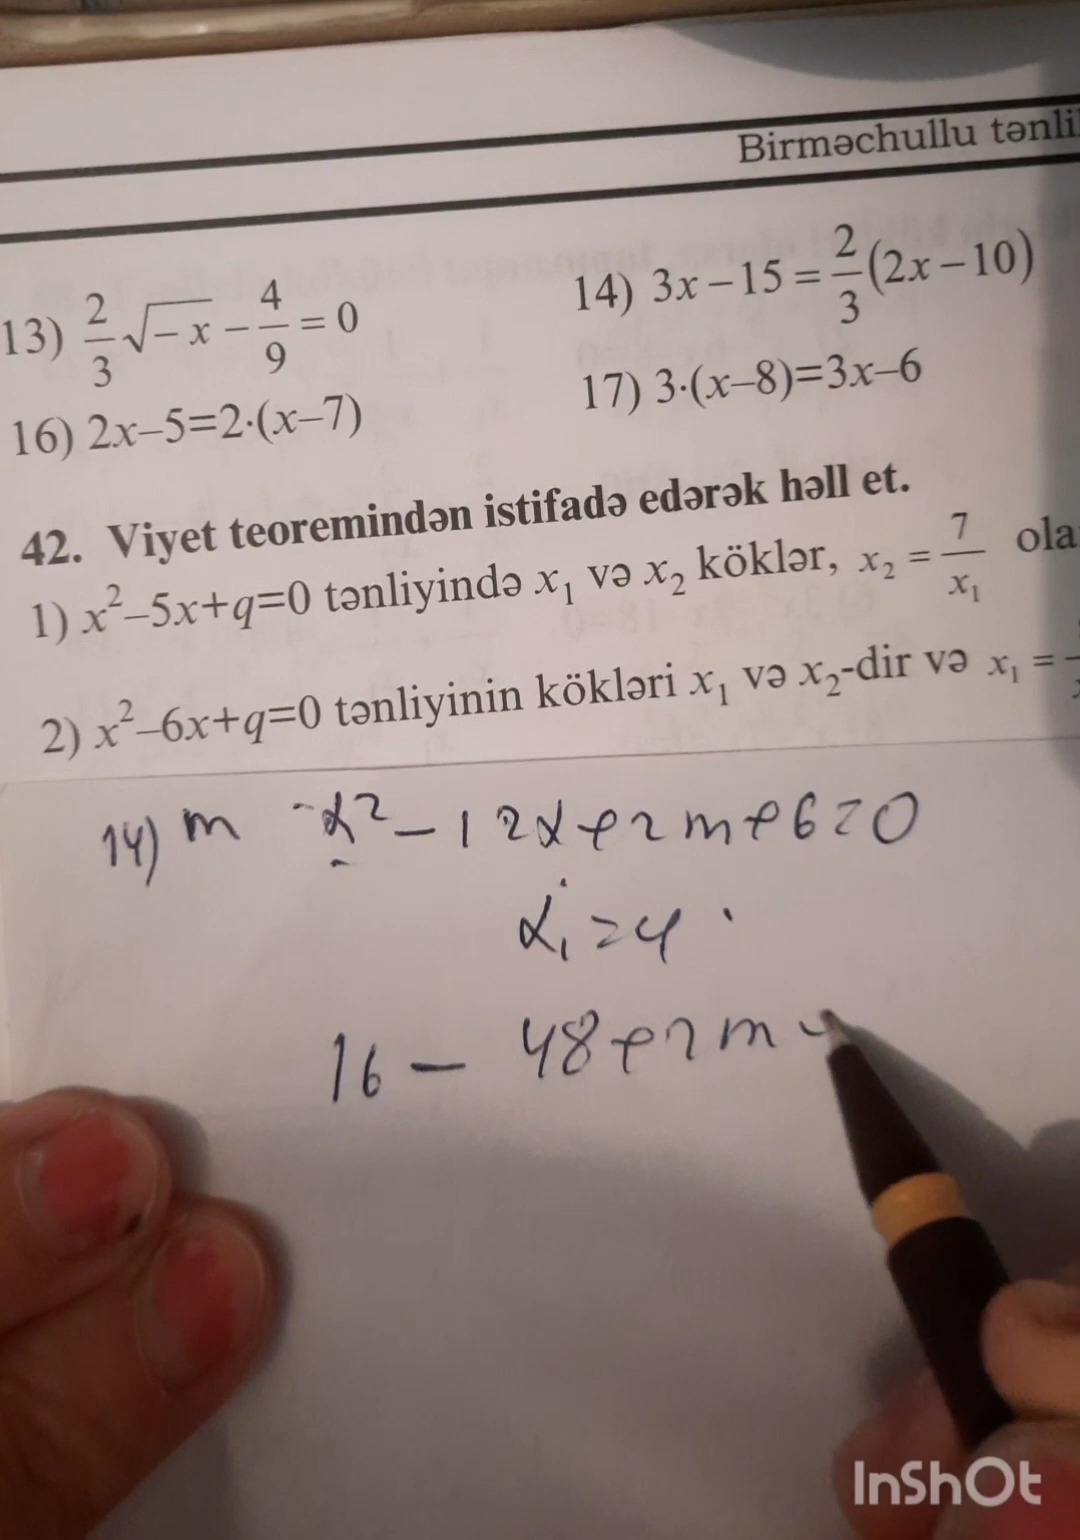 Birməchullu tənli
13) 2/3 √−x − 4/9 = 0
14) 3x−15 = 2/3 (2x−10)
16) 2x–5=2·(x–7)
17) 3·(x–8)=3x–6
42. Viyet teoremindən istifadə edərək həll et.
1) x²–5x+q=0 tənliyində x₁ və x₂ köklər, x₂ = 7/x₁ ola
2) x²–6x+q=0 tənliyinin kökləri x₁ və x₂-dir və x₁ =
14) m x² – 12x + 2m + 6 = 0
x₁ = 4
16 – 48 + 2m
InShOt